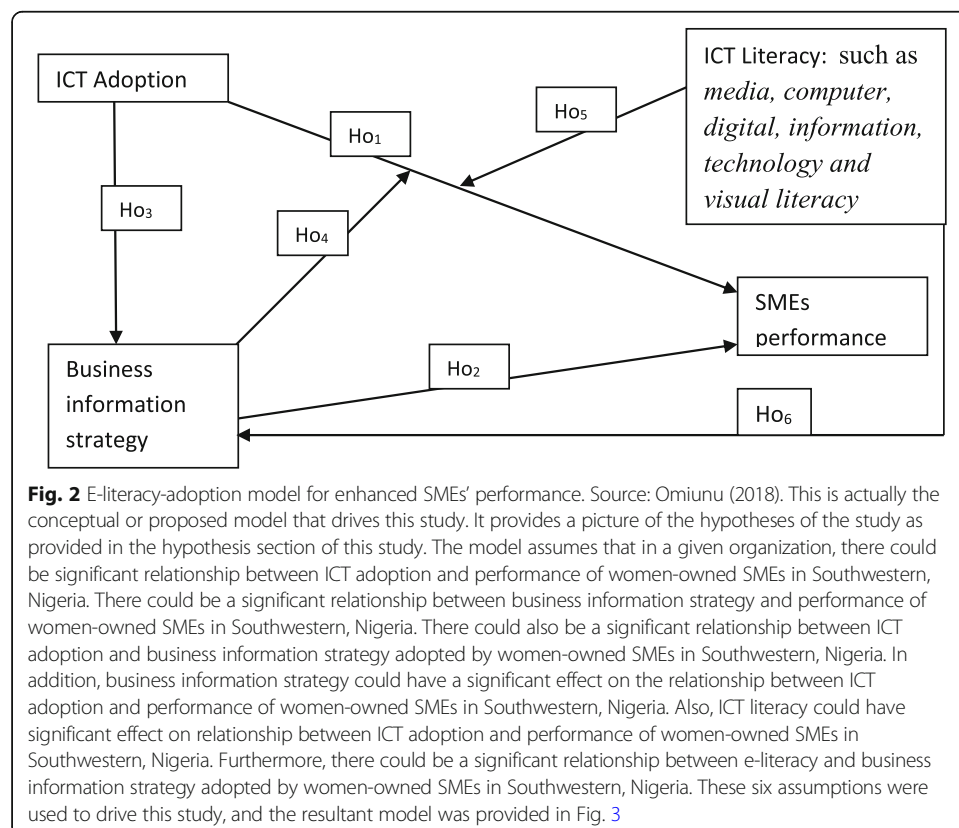 ICT Adoption
ICT Literacy: such as
media, computer,
digital, information,
technology and
visual literacy
Ho₅
Ho₁
Ho₃
Ho₄
SMEs
performance
Business
information
strategy
Ho₂
Ho₆
Fig. 2 E-literacy-adoption model for enhanced SMEs’ performance. Source: Omiunu (2018). This is actually the
conceptual or proposed model that drives this study. It provides a picture of the hypotheses of the study as
provided in the hypothesis section of this study. The model assumes that in a given organization, there could
be significant relationship between ICT adoption and performance of women-owned SMEs in Southwestern,
Nigeria. There could be a significant relationship between business information strategy and performance of
women-owned SMEs in Southwestern, Nigeria. There could also be a significant relationship between ICT
adoption and business information strategy adopted by women-owned SMEs in Southwestern, Nigeria. In
addition, business information strategy could have a significant effect on the relationship between ICT
adoption and performance of women-owned SMEs in Southwestern, Nigeria. Also, ICT literacy could have
significant effect on relationship between ICT adoption and performance of women-owned SMEs in
Southwestern, Nigeria. Furthermore, there could be a significant relationship between e-literacy and business
information strategy adopted by women-owned SMEs in Southwestern, Nigeria. These six assumptions were
used to drive this study, and the resultant model was provided in Fig. 3